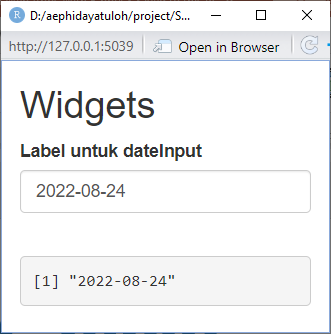 D:/aephidayatuloh/project/S...
http://127.0.0.1:5039
Open in Browser
Widgets
Label untuk dateInput
2022-08-24
[1] "2022-08-24"